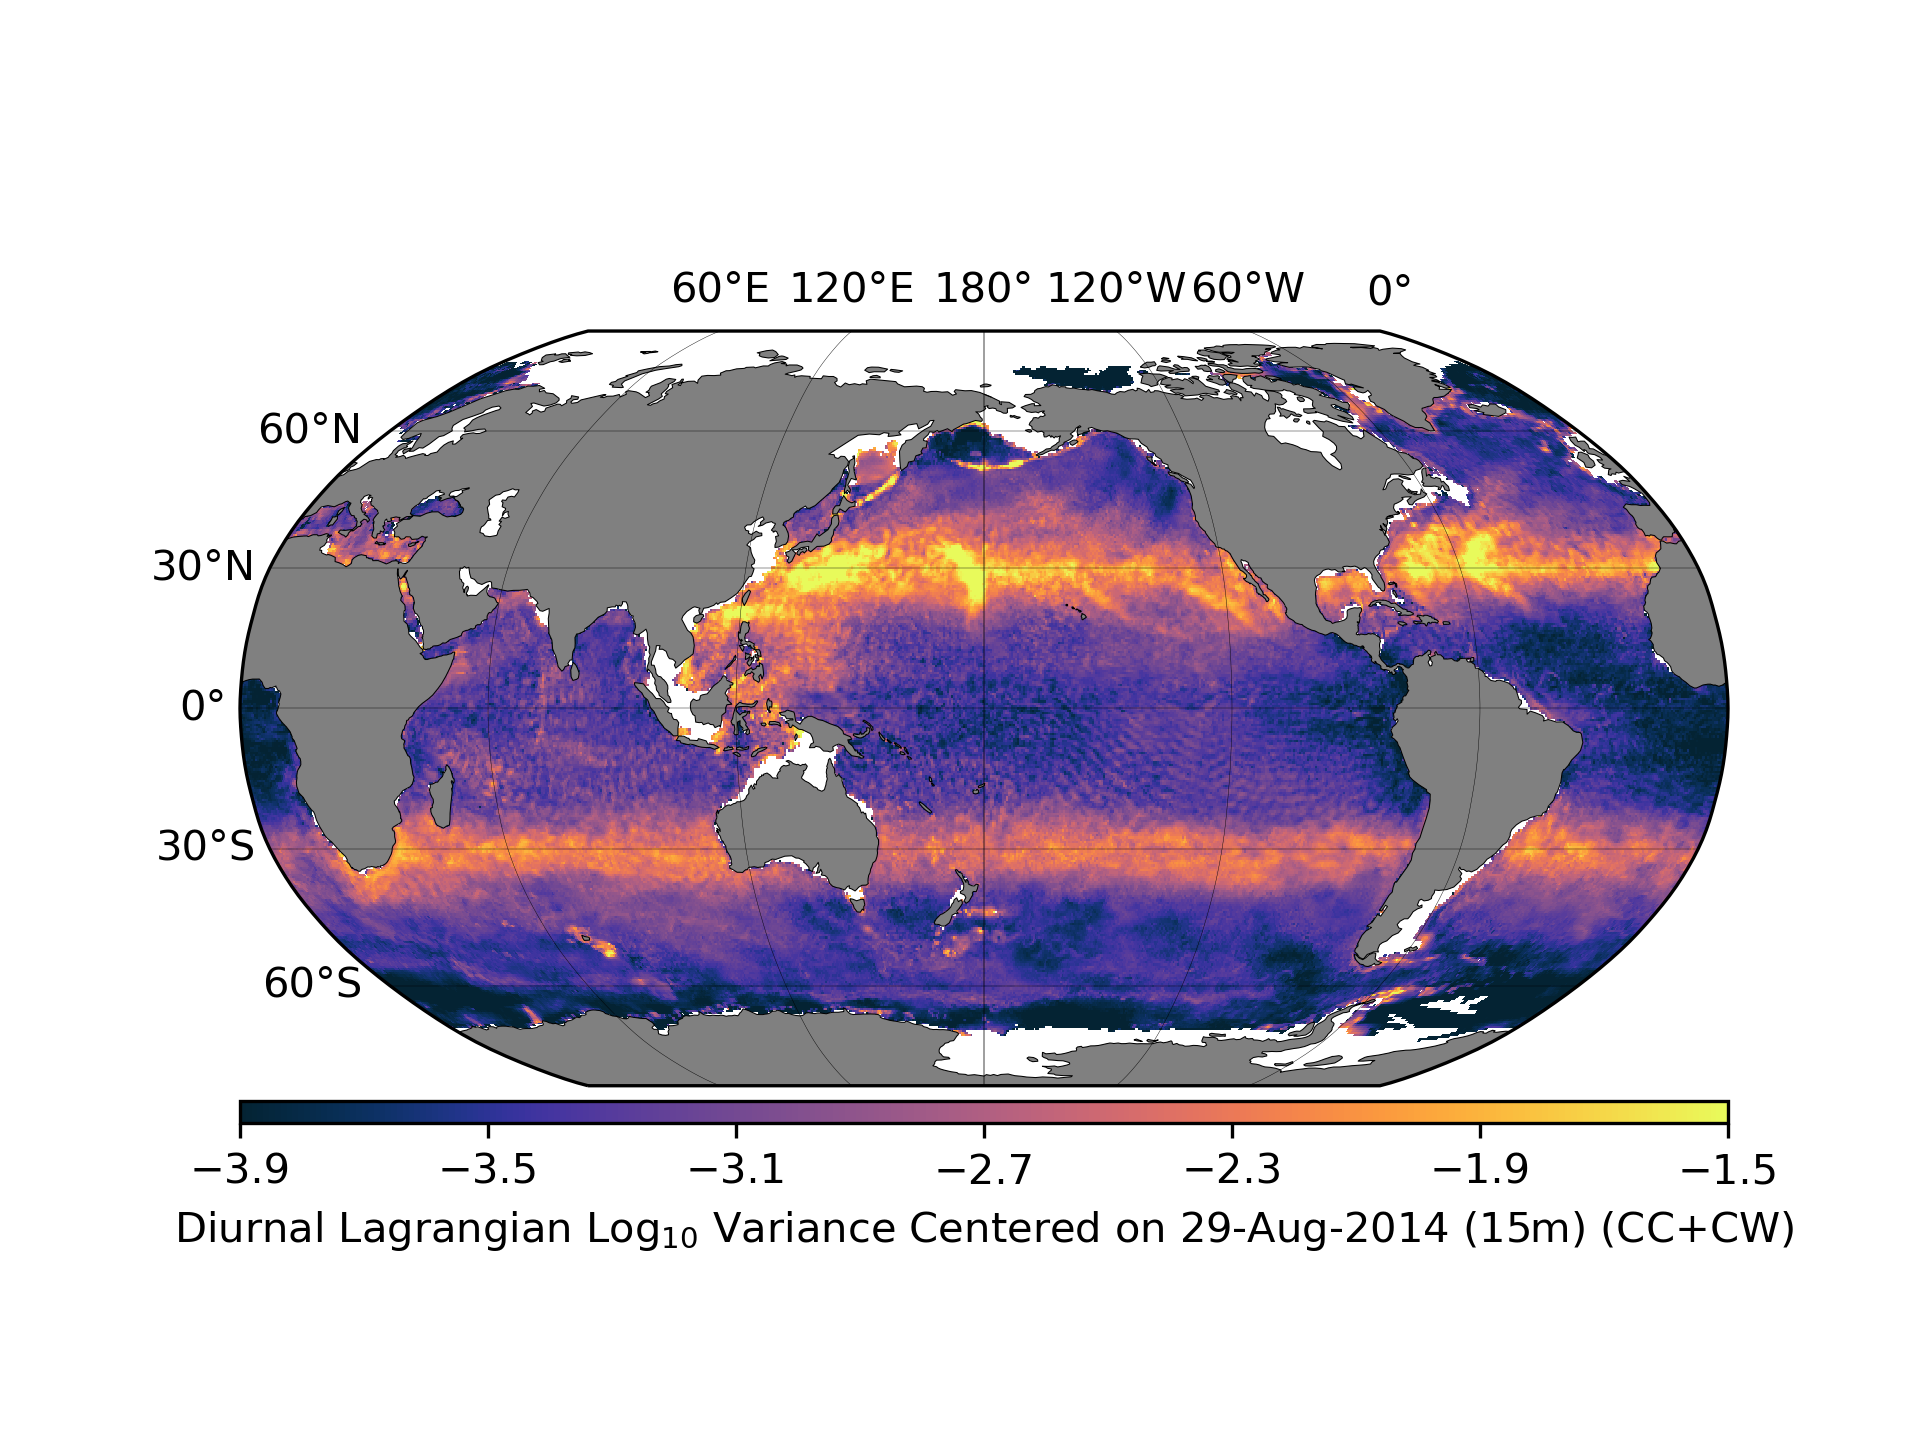 60°E 120°E 180° 120°W 60°W 0°
60°N
30°N
0°
30°S
60°S
−3.9 −3.5 −3.1 −2.7 −2.3 −1.9 −1.5
Diurnal Lagrangian Log₁₀ Variance Centered on 29-Aug-2014 (15m) (CC+CW)